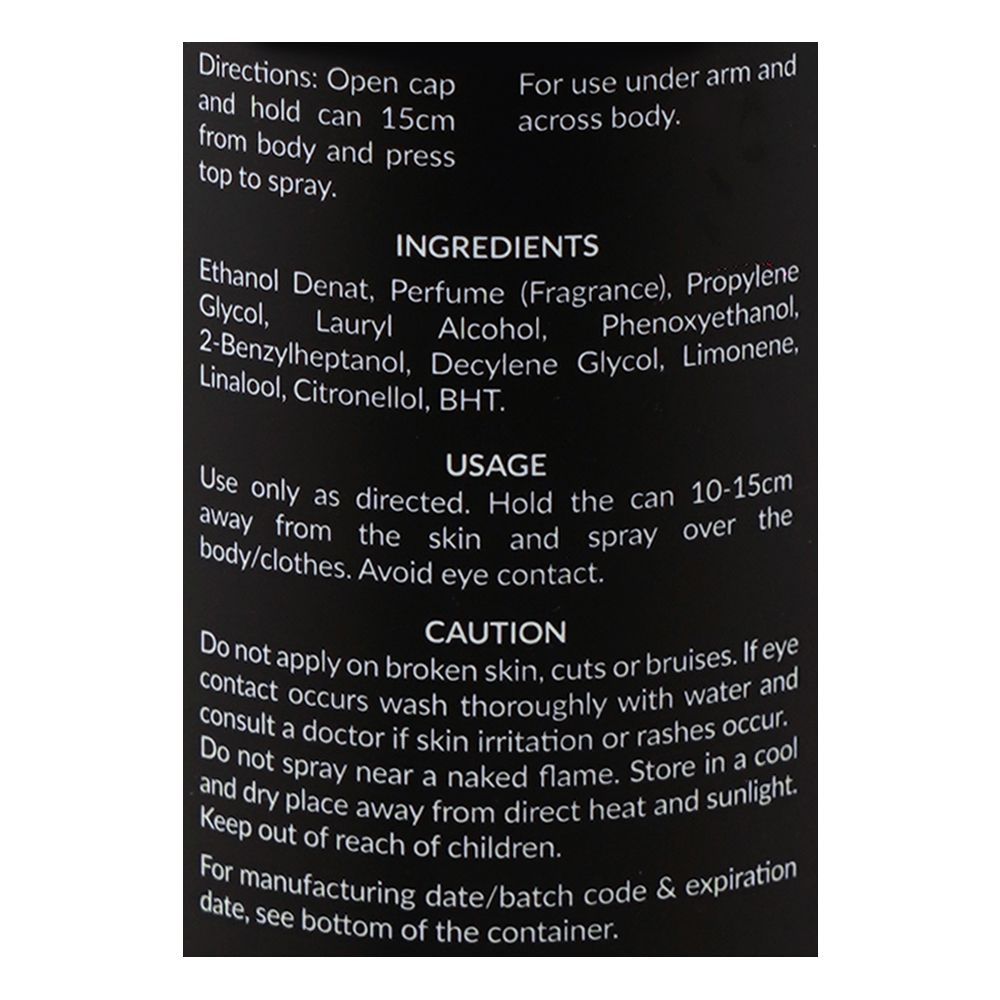 Directions: Open cap
and hold can 15cm
from body and press
top to spray.
For use under arm and
across body.
INGREDIENTS
Ethanol Denat, Perfume (Fragrance), Propylene
Glycol, Lauryl Alcohol, Phenoxyethanol,
2-Benzylheptanol, Decylene Glycol, Limonene,
Linalool, Citronellol, BHT.
USAGE
Use only as directed. Hold the can 10-15cm
away from the skin and spray over the
body/clothes. Avoid eye contact.
CAUTION
Do not apply on broken skin, cuts or bruises. If eye
contact occurs wash thoroughly with water and
consult a doctor if skin irritation or rashes occur.
Do not spray near a naked flame. Store in a cool
and dry place away from direct heat and sunlight.
Keep out of reach of children.
For manufacturing date/batch code & expiration
date, see bottom of the container.